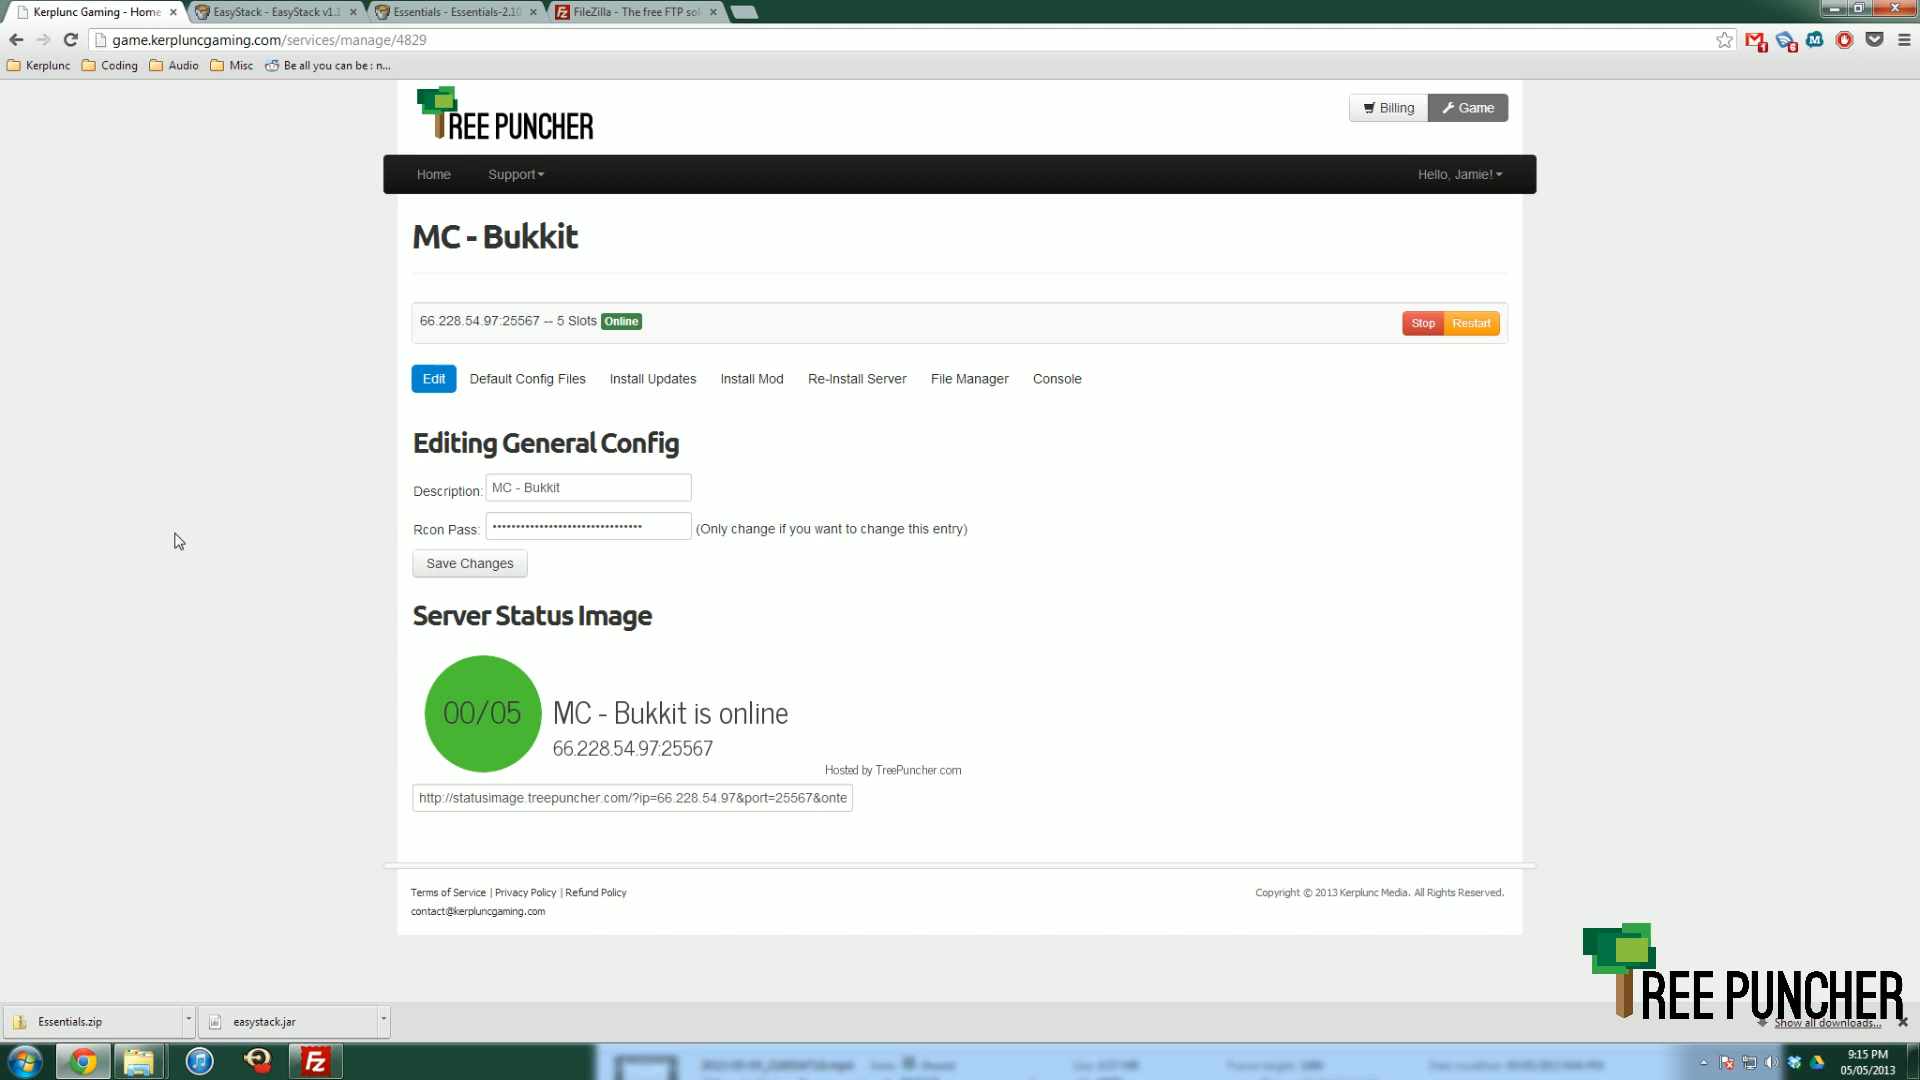 Kerplunc Gaming - Home
EasyStack - EasyStack v1.1
Essentials - Essentials-2.10
FileZilla - The free FTP sol
game.kerpluncgaming.com/services/manage/4829
Kerplunc
Coding
Audio
Misc
Be all you can be : n...
TREE PUNCHER
Billing
Game
Home
Support
Hello, Jamie!
MC - Bukkit
66.228.54.97:25567 -- 5 Slots Online
Stop
Restart
Edit
Default Config Files
Install Updates
Install Mod
Re-Install Server
File Manager
Console
Editing General Config
Description: MC - Bukkit
Rcon Pass: (Only change if you want to change this entry)
Save Changes
Server Status Image
00/05
MC - Bukkit is online
66.228.54.97:25567
Hosted by TreePuncher.com
http://statusimage.treepuncher.com/?ip=66.228.54.97&port=25567&onte
Terms of Service | Privacy Policy | Refund Policy
contact@kerpluncgaming.com
Copyright © 2013 Kerplunc Media. All Rights Reserved.
TREE PUNCHER
Essentials.zip
easystack.jar
Show all downloads...
9:15 PM
05/05/2013